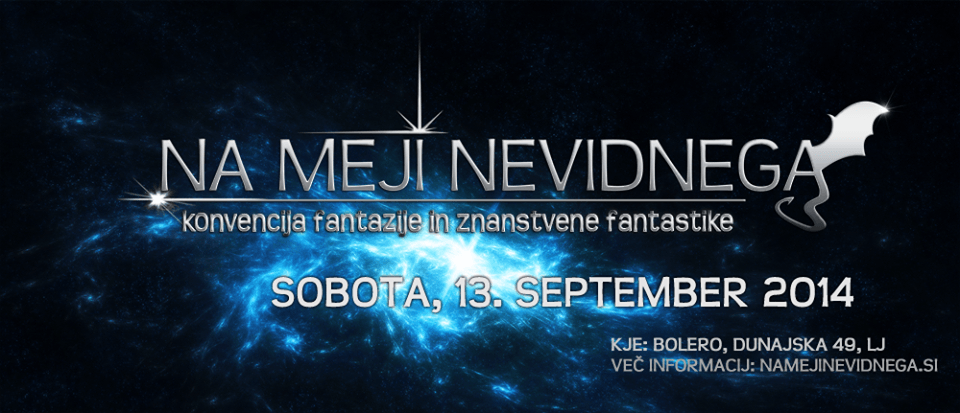 NA MEJI NEVIDNEGA
konvencija fantazije in znanstvene fantastike
SOBOTA, 13. SEPTEMBER 2014
KJE: BOLERO, DUNAJSKA 49, LJ
VEČ INFORMACIJ: NAMEJINEVIDNEGA.SI